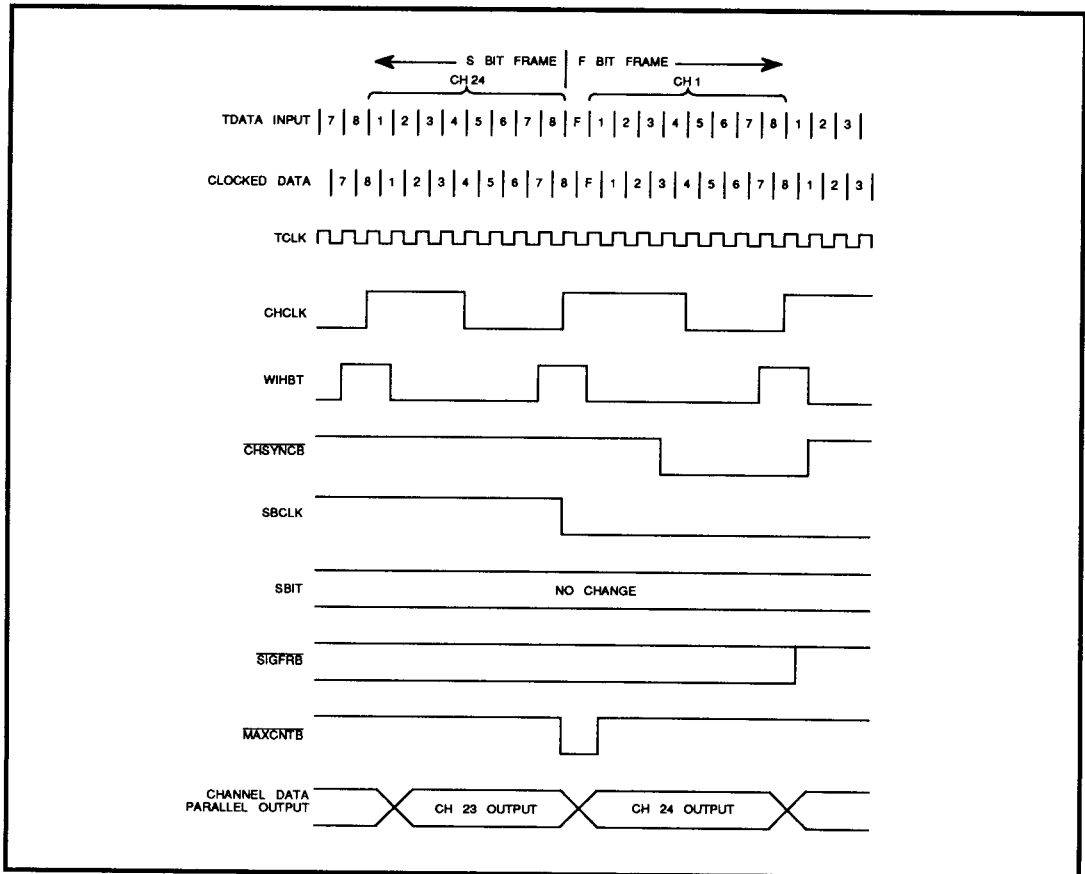 S BIT FRAME F BIT FRAME
CH 24 CH 1
TDATA INPUT 7 8 1 2 3 4 5 6 7 8 F 1 2 3 4 5 6 7 8 1 2 3
CLOCKED DATA 7 8 1 2 3 4 5 6 7 8 F 1 2 3 4 5 6 7 8 1 2 3
TCLK
CHCLK
WIHBT
CHSYNCB
SBCLK
SBIT NO CHANGE
SIGFRB
MAXCNTB
CHANNEL DATA
PARALLEL OUTPUT CH 23 OUTPUT CH 24 OUTPUT